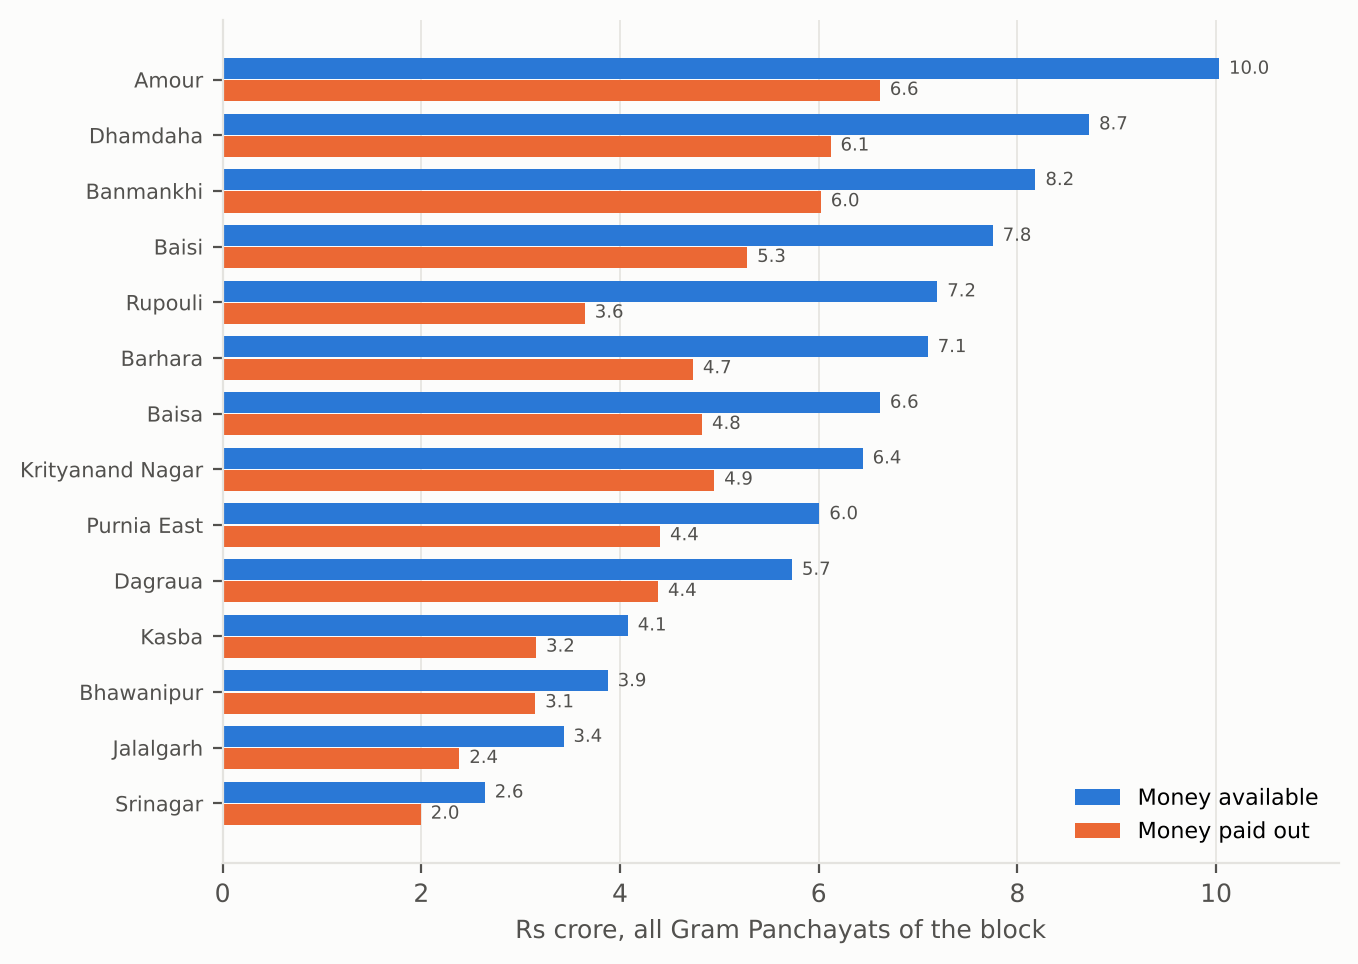 Amour
10.0
6.6
Dhamdaha
8.7
6.1
Banmankhi
8.2
6.0
Baisi
7.8
5.3
Rupouli
7.2
3.6
Barhara
7.1
4.7
Baisa
6.6
4.8
Krityanand Nagar
6.4
4.9
Purnia East
6.0
4.4
Dagraua
5.7
4.4
Kasba
4.1
3.2
Bhawanipur
3.9
3.1
Jalalgarh
3.4
2.4
Srinagar
2.6
2.0
Money available
Money paid out
0 2 4 6 8 10
Rs crore, all Gram Panchayats of the block